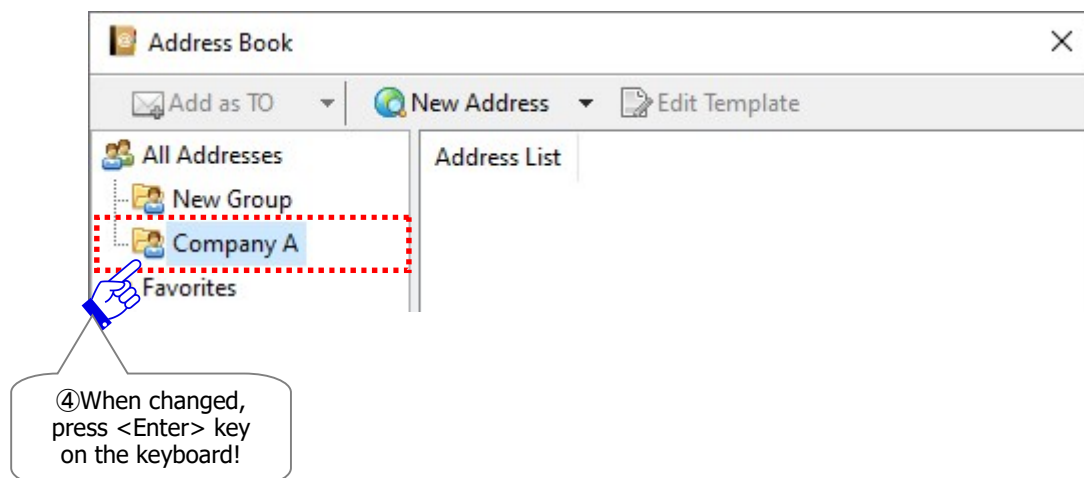 Address Book
Add as TO New Address Edit Template
All Addresses Address List
New Group
Company A
Favorites
④When changed,
press <Enter> key
on the keyboard!